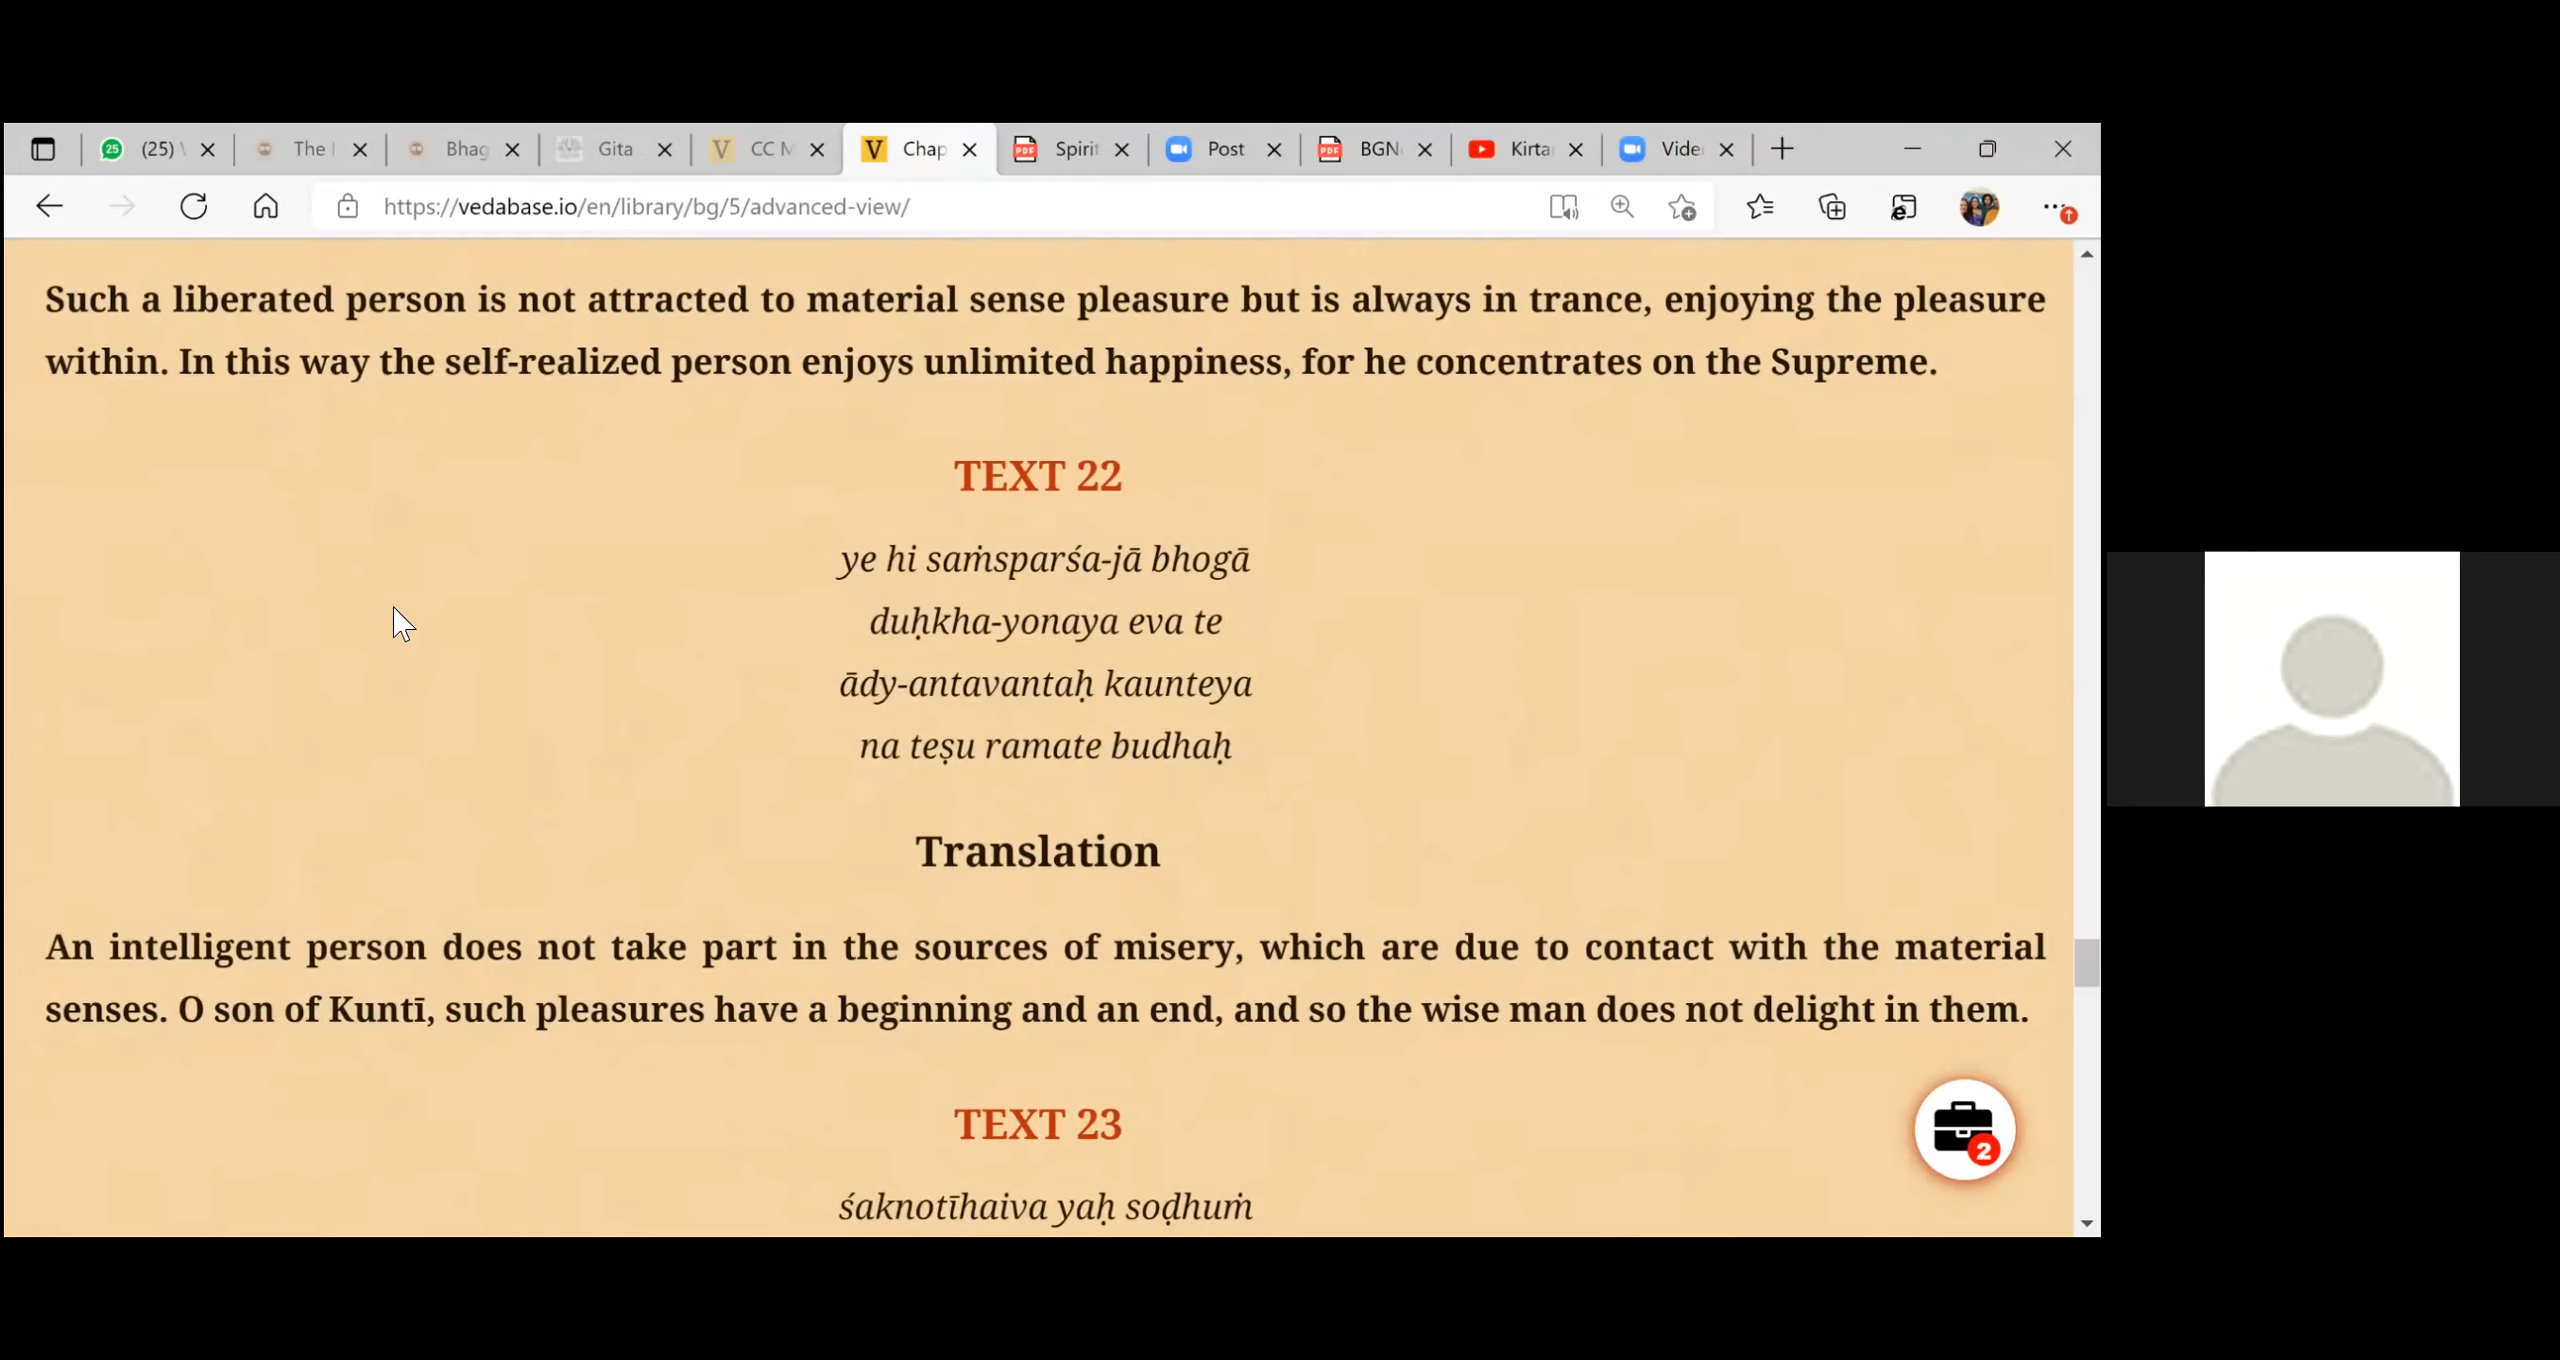 25 (25) The Bhag Gita CC M Chap PDF Spiri Post PDF BGN Kirta Vide
https://vedabase.io/en/library/bg/5/advanced-view/
Such a liberated person is not attracted to material sense pleasure but is always in trance, enjoying the pleasure
within. In this way the self-realized person enjoys unlimited happiness, for he concentrates on the Supreme.
TEXT 22
ye hi saṁsparśa-jā bhogā
duḥkha-yonaya eva te
ādy-antavantaḥ kaunteya
na teṣu ramate budhaḥ
Translation
An intelligent person does not take part in the sources of misery, which are due to contact with the material
senses. O son of Kuntī, such pleasures have a beginning and an end, and so the wise man does not delight in them.
TEXT 23
2
śaknotīhaiva yaḥ soḍhuṁ